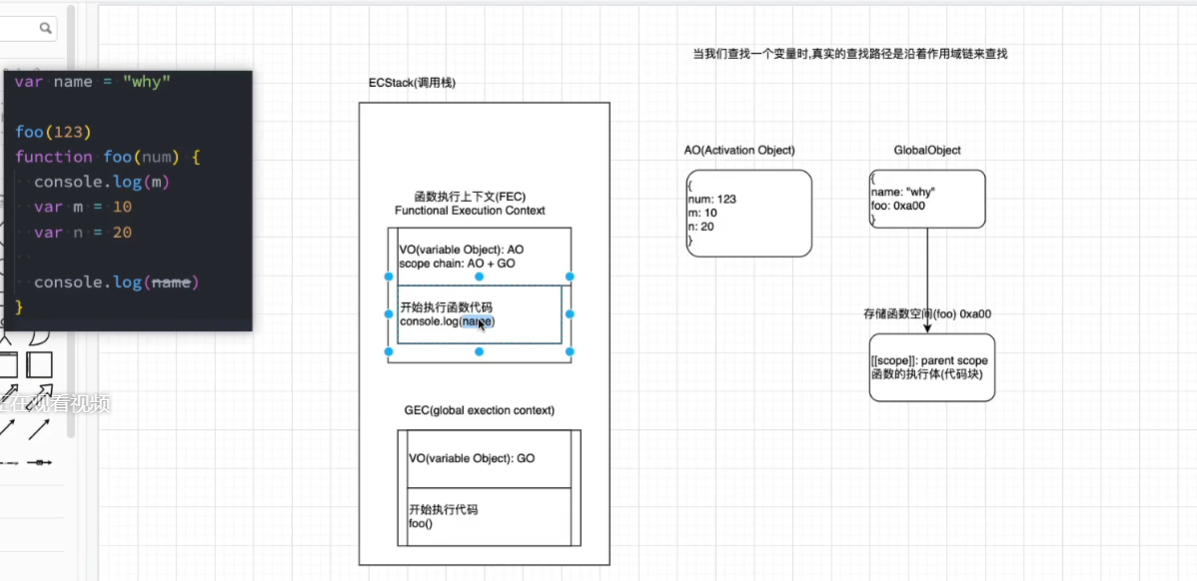 当我们查找一个变量时,真实的查找路径是沿着作用域链来查找
var name = "why"
foo(123)
function foo(num) {
console.log(m)
var m = 10
var n = 20
console.log(name)
}
ECStack(调用栈)
函数执行上下文(FEC)
Functional Execution Context
VO(variable Object): AO
scope chain: AO + GO
开始执行函数代码
console.log(name)
GEC(global exection context)
VO(variable Object): GO
开始执行代码
foo()
AO(Activation Object)
{
num: 123
m: 10
n: 20
}
GlobalObject
{
name: "why"
foo: 0xa00
}
存储函数空间(foo) 0xa00
[[scope]]: parent scope
函数的执行体(代码块)
在观看视频